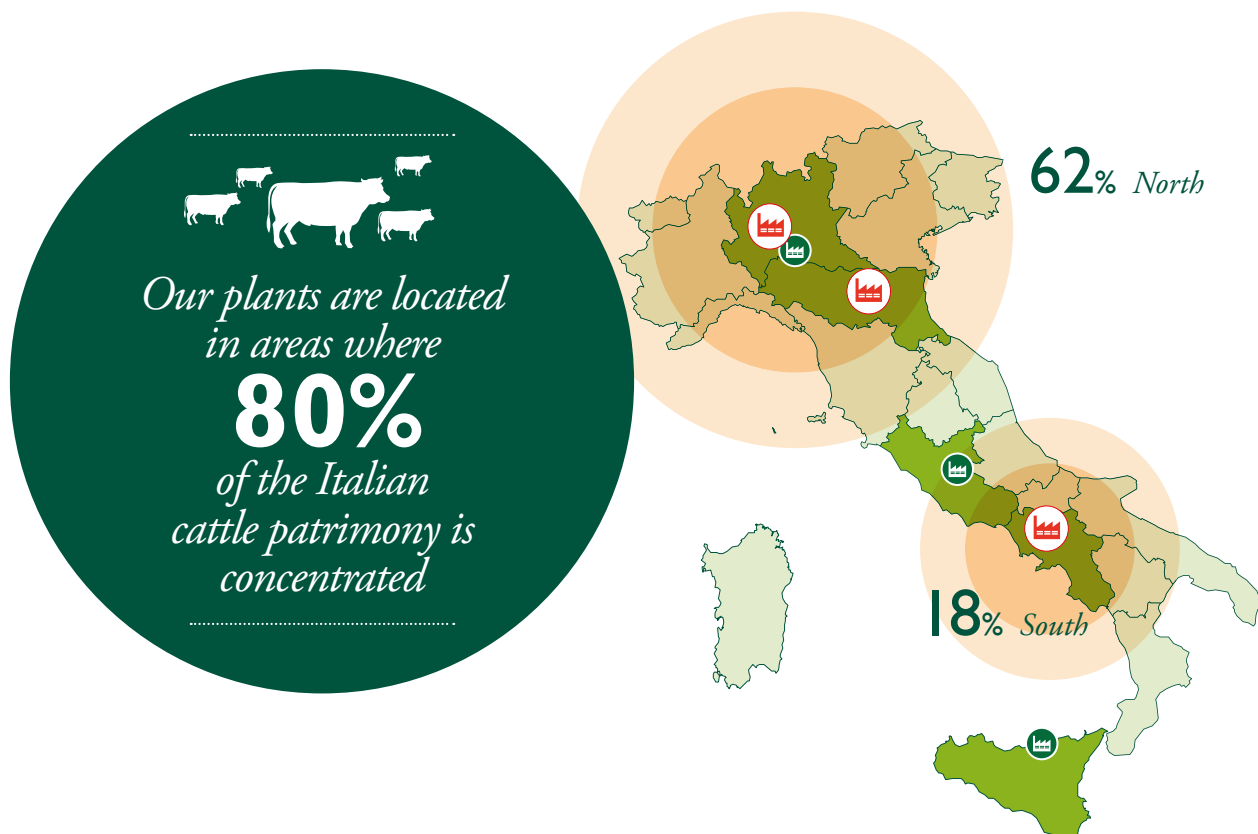 Our plants are located
in areas where
80%
of the Italian
cattle patrimony is
concentrated
62% North
18% South